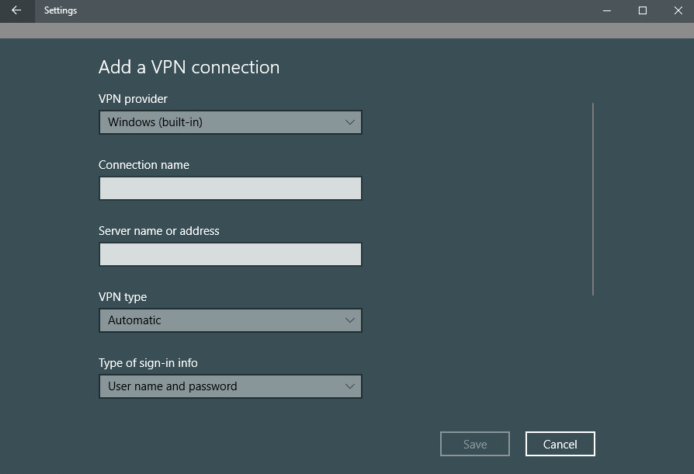 Settings
Add a VPN connection
VPN provider
Windows (built-in)
Connection name
Server name or address
VPN type
Automatic
Type of sign-in info
User name and password
Save
Cancel